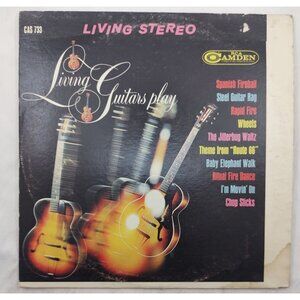 CAS 733
LIVING STEREO
RCA
CAMDEN
Living
Guitars play
Spanish Fireball
Steel Guitar Rag
Rapid Fire
Wheels
The Jitterbug Waltz
Theme from "Route 66"
Baby Elephant Walk
Ritual Fire Dance
I'm Movin' On
Chop Sticks